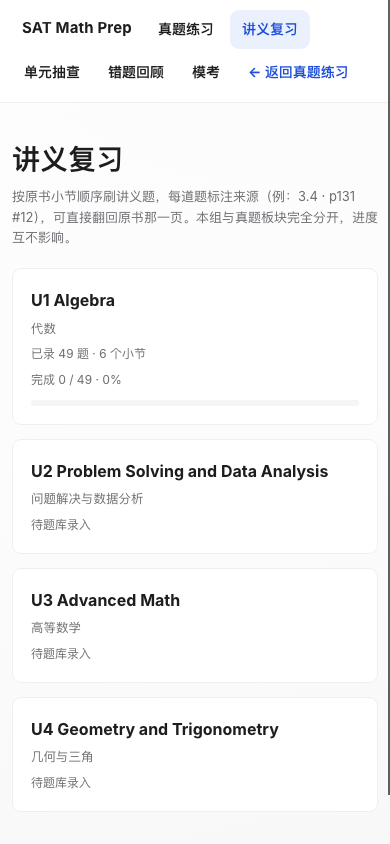 SAT Math Prep 真题练习 讲义复习
单元抽查 错题回顾 模考 ← 返回真题练习
讲义复习
按原书小节顺序刷讲义题，每道题标注来源（例：3.4 · p131
#12），可直接翻回原书那一页。本组与真题板块完全分开，进度
互不影响。
U1 Algebra
代数
已录 49 题 · 6 个小节
完成 0 / 49 · 0%
U2 Problem Solving and Data Analysis
问题解决与数据分析
待题库录入
U3 Advanced Math
高等数学
待题库录入
U4 Geometry and Trigonometry
几何与三角
待题库录入